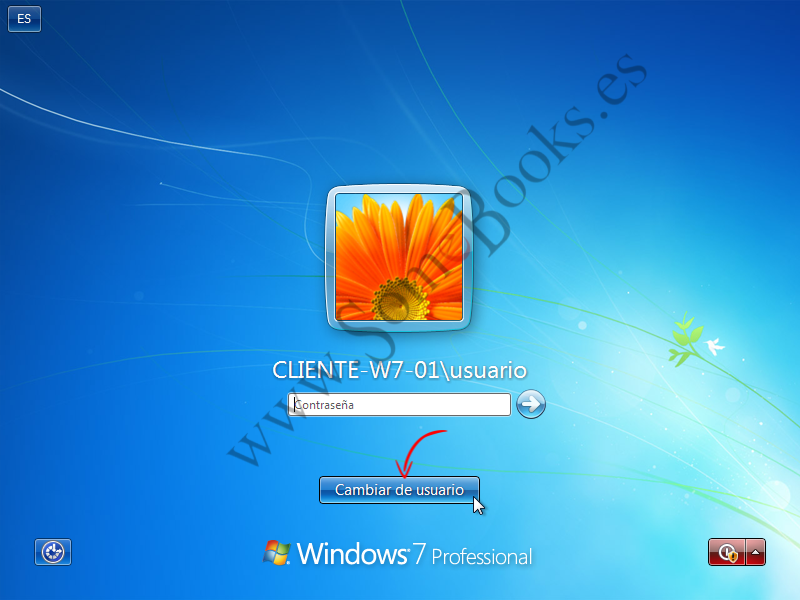 ES
www.SomeBooks.es
CLIENTE-W7-01\usuario
Contraseña
Cambiar de usuario
Windows 7 Professional